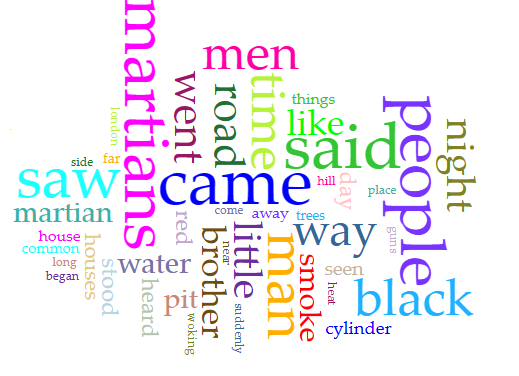 martians
men
went
road
time
things
like
people
london
said
night
side
far
saw
came
hill
day
place
martian
red
come
away
trees
way
guns
house
common
houses
long
began
stood
water
heard
pit
brother
near
little
man
smoke
seen
heat
black
woking
suddenly
cylinder